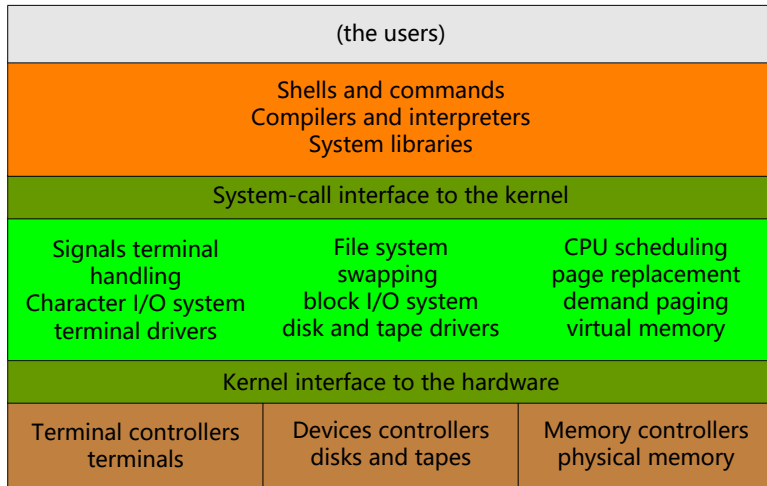 (the users)
Shells and commands
Compilers and interpreters
System libraries
System-call interface to the kernel
Signals terminal
handling
Character I/O system
terminal drivers
File system
swapping
block I/O system
disk and tape drivers
CPU scheduling
page replacement
demand paging
virtual memory
Kernel interface to the hardware
Terminal controllers
terminals
Devices controllers
disks and tapes
Memory controllers
physical memory